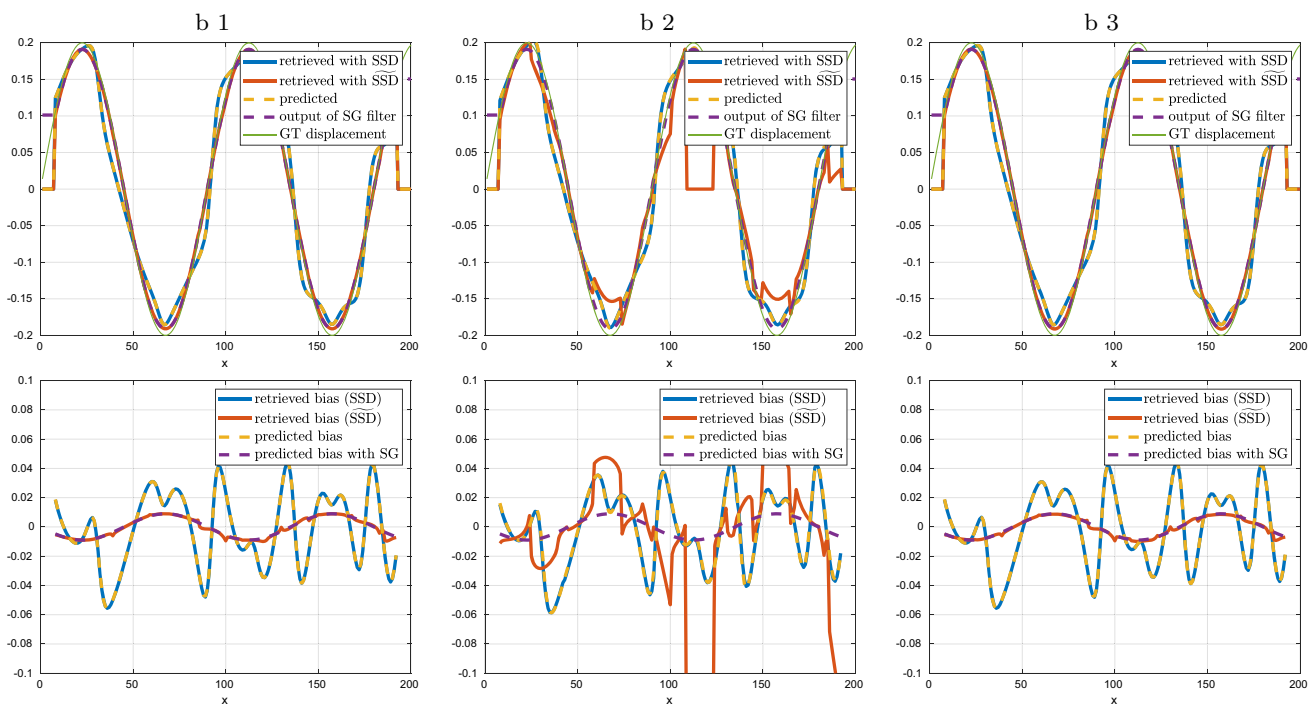 b 1
b 2
b 3
0.2
0.15
0.1
0.05
0
-0.05
-0.1
-0.15
-0.2
0
50
100
150
200
x
retrieved with SSD
retrieved with S͠S͠D
predicted
output of SG filter
GT displacement
0.2
0.15
0.1
0.05
0
-0.05
-0.1
-0.15
-0.2
0
50
100
150
200
x
retrieved with SSD
retrieved with S͠S͠D
predicted
output of SG filter
GT displacement
0.2
0.15
0.1
0.05
0
-0.05
-0.1
-0.15
-0.2
0
50
100
150
200
x
retrieved with SSD
retrieved with S͠S͠D
predicted
output of SG filter
GT displacement
0.1
0.08
0.06
0.04
0.02
0
-0.02
-0.04
-0.06
-0.08
-0.1
0
50
100
150
200
x
retrieved bias (SSD)
retrieved bias (S͠S͠D)
predicted bias
predicted bias with SG
0.1
0.08
0.06
0.04
0.02
0
-0.02
-0.04
-0.06
-0.08
-0.1
0
50
100
150
200
x
retrieved bias (SSD)
retrieved bias (S͠S͠D)
predicted bias
predicted bias with SG
0.1
0.08
0.06
0.04
0.02
0
-0.02
-0.04
-0.06
-0.08
-0.1
0
50
100
150
200
x
retrieved bias (SSD)
retrieved bias (S͠S͠D)
predicted bias
predicted bias with SG